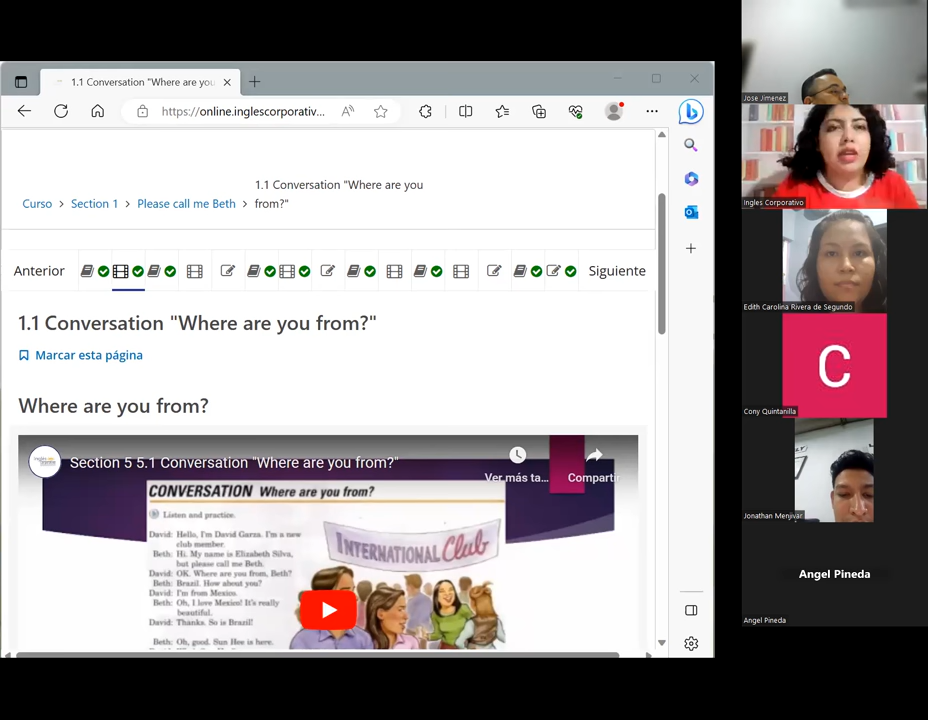 1.1 Conversation "Where are you
https://online.inglescorporativ...
1.1 Conversation "Where are you
Curso > Section 1 > Please call me Beth > from?"
Anterior
Siguiente
1.1 Conversation "Where are you from?"
Marcar esta página
Where are you from?
Section 5 5.1 Conversation "Where are you from?"
Ver más ta...
Comparti
CONVERSATION Where are you from?
Listen and practice.
David: Hello, I'm David Garza. I'm a new
club member.
Beth: Hi. My name is Elizabeth Silva,
but please call me Beth.
David: OK. Where are you from, Beth?
Beth: Brazil. How about you?
David: I'm from Mexico.
Beth: Oh, I love Mexico! It's really
beautiful.
David: Thanks. So is Brazil!
Beth: Oh, good. Sun Hee is here.
INTERNATIONAL Club
Jose Jimenez
Ingles Corporativo
Edith Carolina Rivera de Segundo
C
Cony Quintanilla
Jonathan Menjivar
Angel Pineda
Angel Pineda